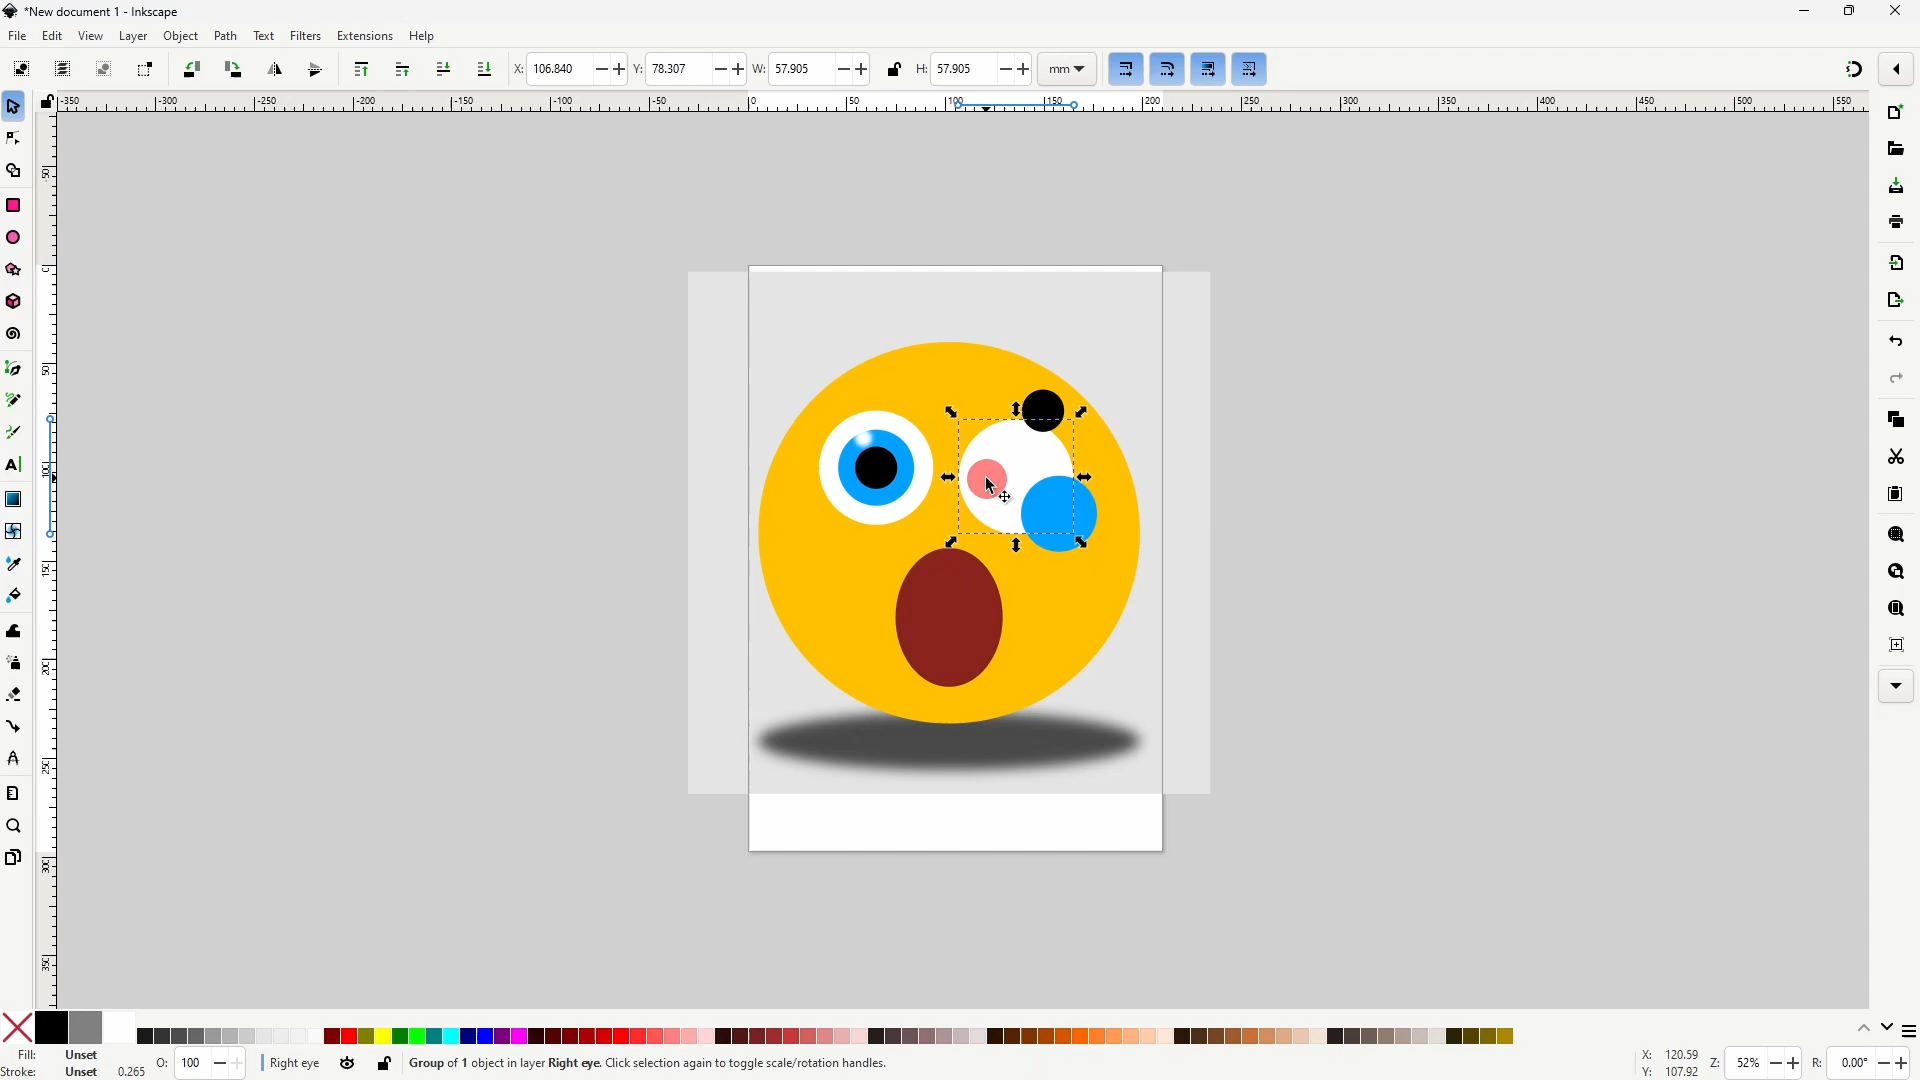 *New document 1 - Inkscape
File Edit View Layer Object Path Text Filters Extensions Help
X: 106.840 Y: 78.307 W: 57.905 H: 57.905 mm
-350 -300 -250 -200 -150 -100 -50 0 50 100 150 200 250 300 350 400 450 500 550
Fill: Unset
Stroke: Unset 0.265
O: 100
Right eye
Group of 1 object in layer Right eye. Click selection again to toggle scale/rotation handles.
X: 120.59
Y: 107.92
Z: 52%
R: 0.00°